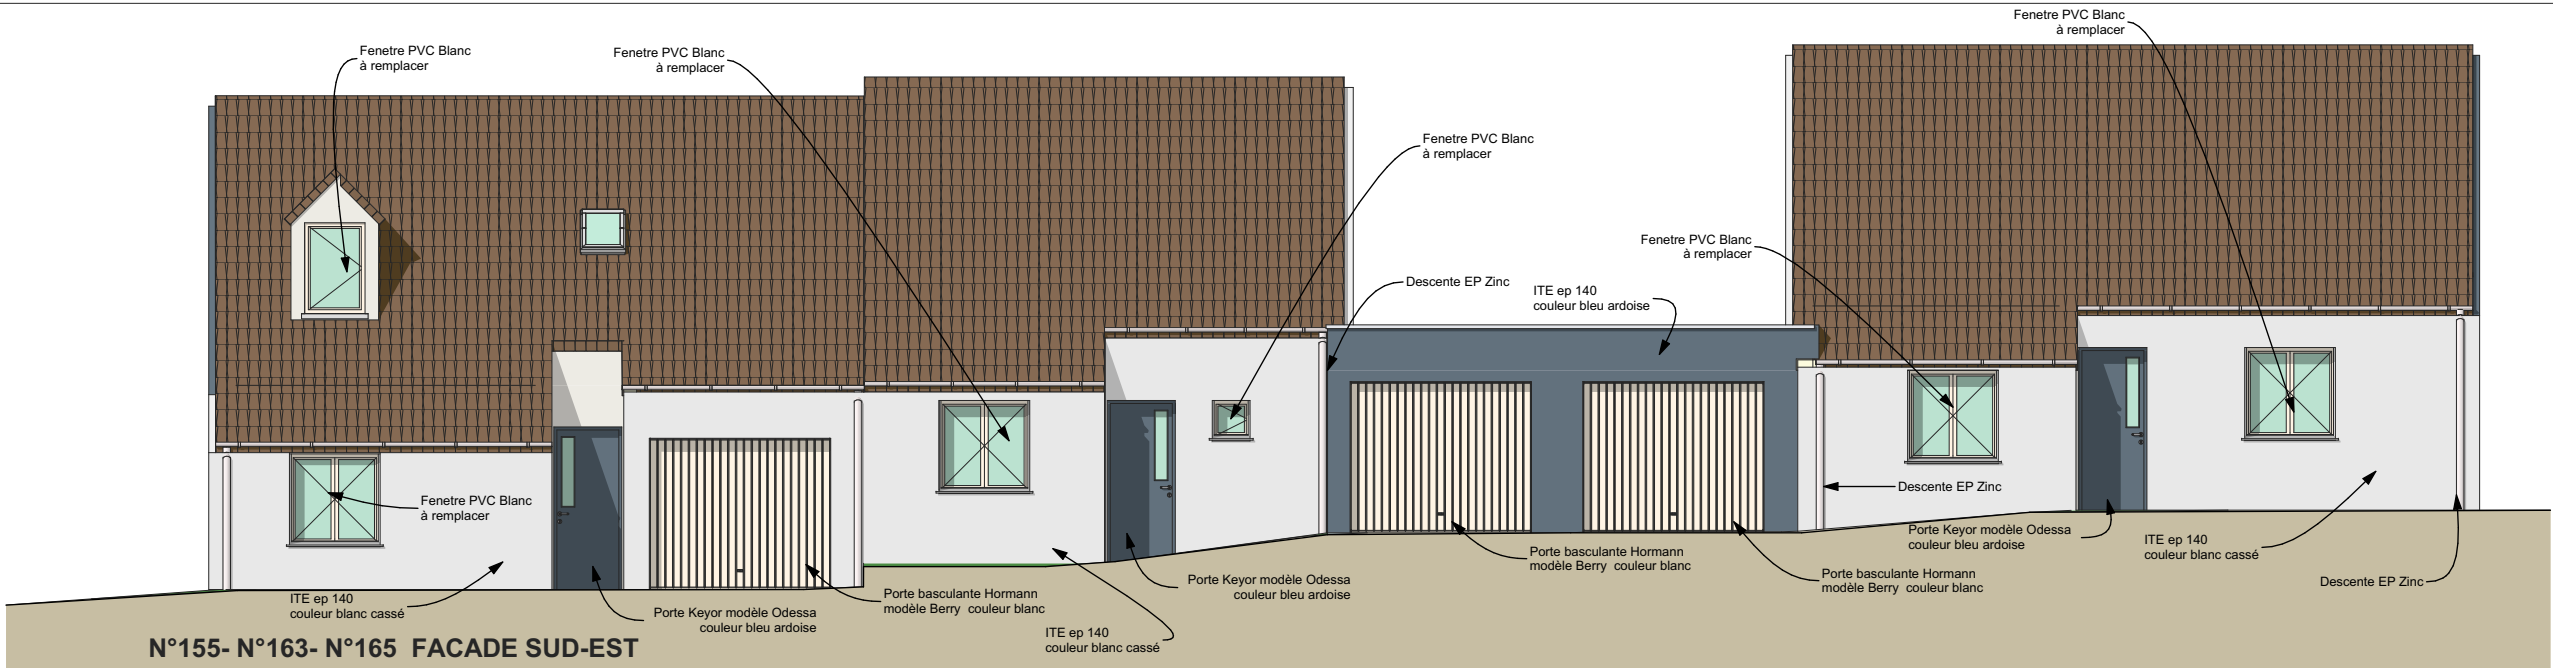 Fenetre PVC Blanc
à remplacer
Fenetre PVC Blanc
à remplacer
Fenetre PVC Blanc
à remplacer
Fenetre PVC Blanc
à remplacer
Fenetre PVC Blanc
à remplacer
Descente EP Zinc
ITE ep 140
couleur bleu ardoise
Fenetre PVC Blanc
à remplacer
Descente EP Zinc
ITE ep 140
couleur blanc cassé
Porte Keyor modèle Odessa
couleur bleu ardoise
Porte basculante Hormann
modèle Berry couleur blanc
ITE ep 140
couleur blanc cassé
Porte Keyor modèle Odessa
couleur bleu ardoise
Porte basculante Hormann
modèle Berry couleur blanc
Porte basculante Hormann
modèle Berry couleur blanc
Porte Keyor modèle Odessa
couleur bleu ardoise
ITE ep 140
couleur blanc cassé
Descente EP Zinc
N°155- N°163- N°165 FACADE SUD-EST